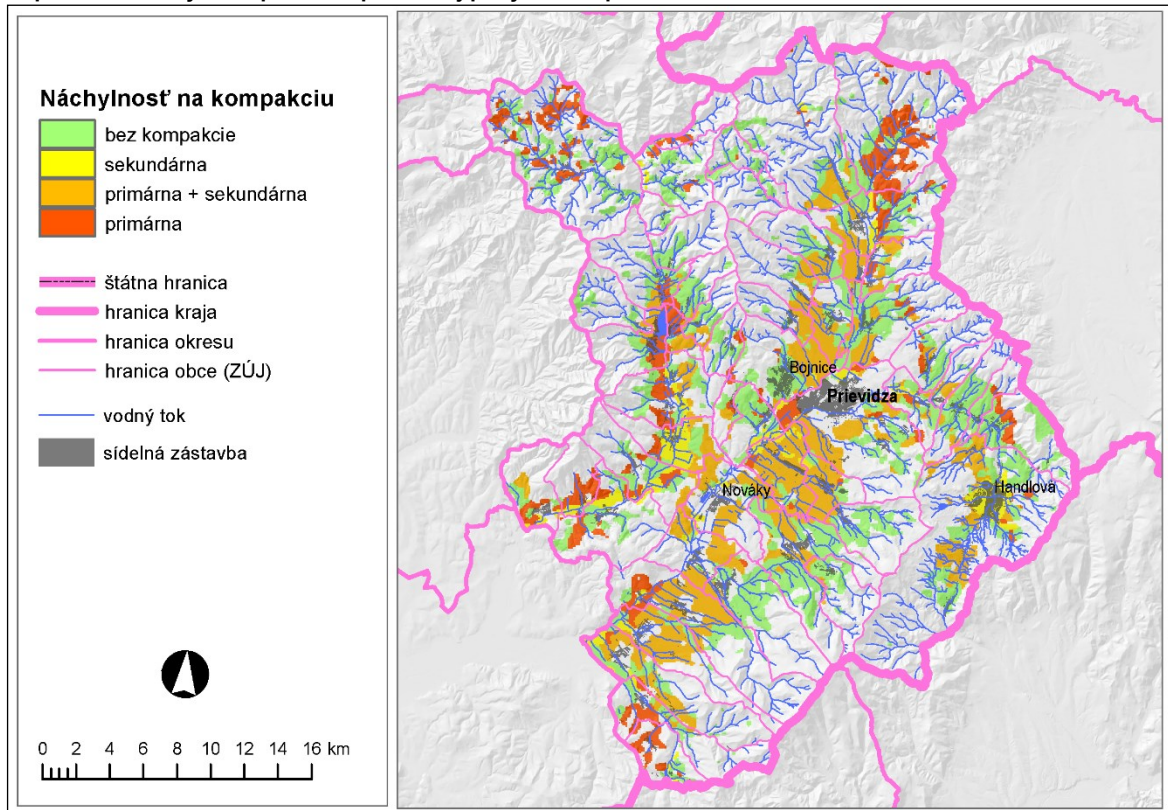 Náchylnosť na kompakciu
bez kompakcie
sekundárna
primárna + sekundárna
primárna
štátna hranica
hranica kraja
hranica okresu
hranica obce (ZÚJ)
vodný tok
sídelná zástavba
0 2 4 6 8 10 12 14 16 km
Bojnice
Prievidza
Nováky
Handlová